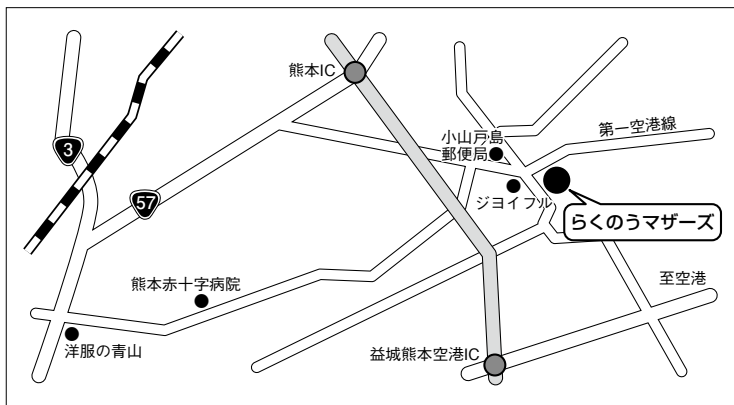 熊本IC
3
小山戸島
郵便局
第一空港線
57
ジョイフル
らくのうマザーズ
熊本赤十字病院
至空港
洋服の青山
益城熊本空港IC